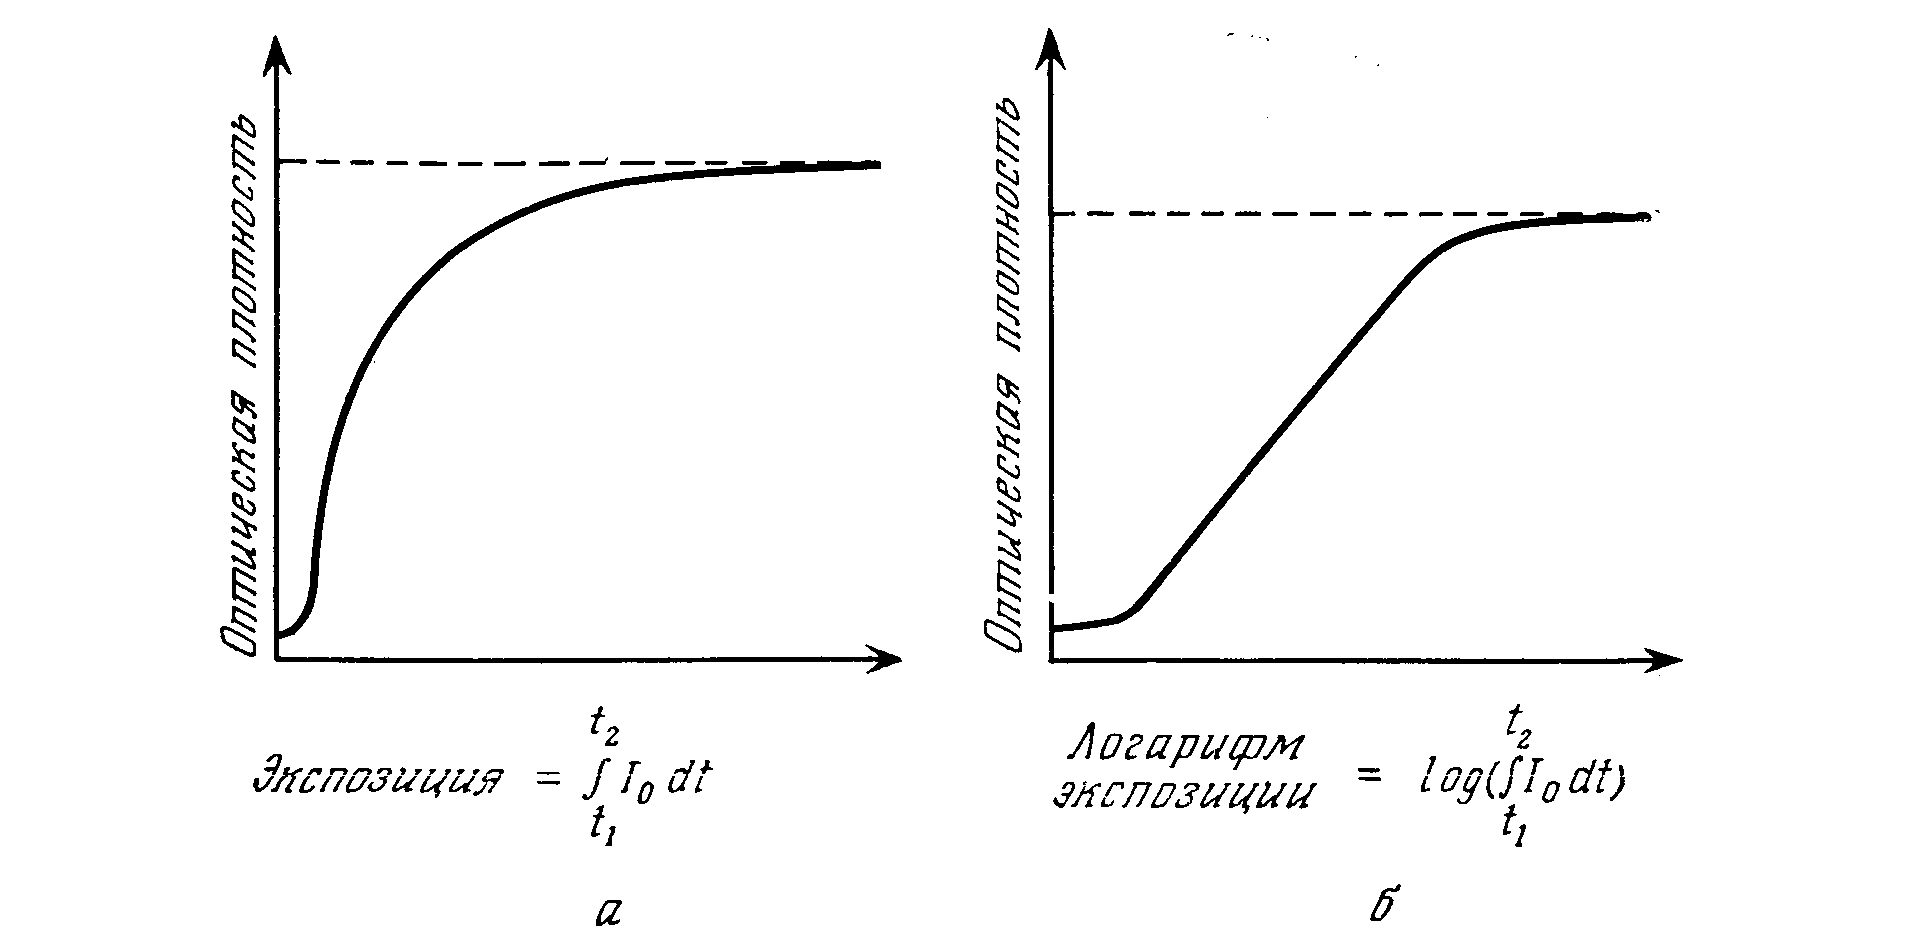 Оптическая плотность
t₂
Экспозиция = ∫ I₀ dt
t₁
а
Оптическая плотность
Логарифм
экспозиции = log(∫ I₀ dt)
t₂
t₁
б